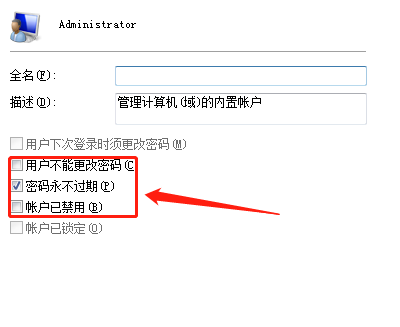 Administrator
全名(F):
描述(D): 管理计算机(域)的内置帐户
用户下次登录时须更改密码(M)
用户不能更改密码(C
密码永不过期(P)
帐户已禁用(B)
帐户已锁定(O)